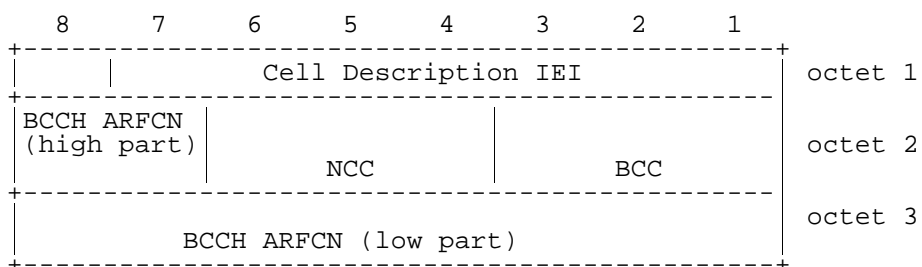 8 7 6 5 4 3 2 1
Cell Description IEI octet 1
BCCH ARFCN
(high part) octet 2
NCC BCC
octet 3
BCCH ARFCN (low part)